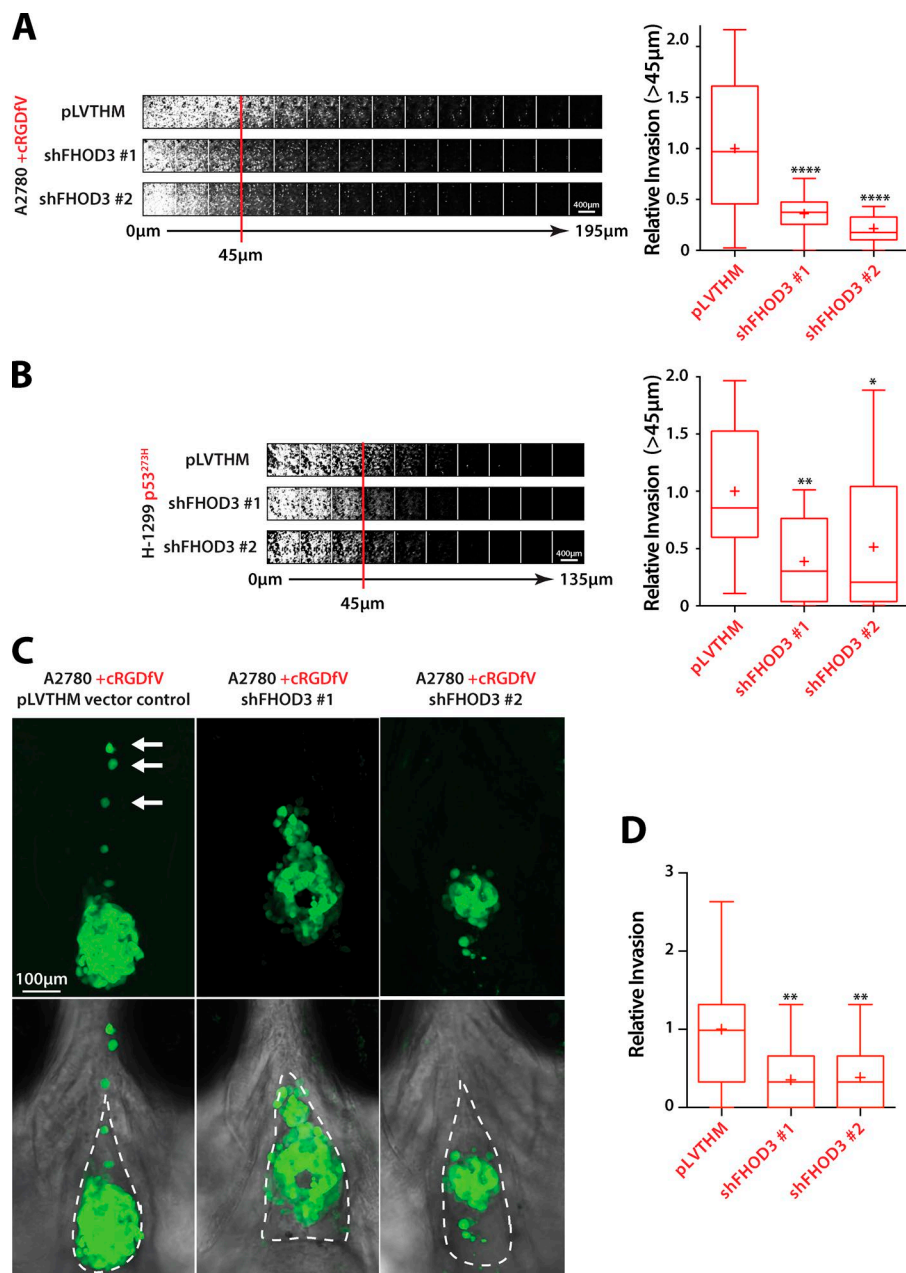 A
A2780 +cRGDfV
pLVTHM
shFHOD3 #1
shFHOD3 #2
400μm
0μm
195μm
45μm
Relative Invasion (>45μm)
2.0
1.5
1.0
0.5
0
****
****
pLVTHM
shFHOD3 #1
shFHOD3 #2
B
H-1299 p53273H
pLVTHM
shFHOD3 #1
shFHOD3 #2
400μm
0μm
135μm
45μm
Relative Invasion (>45μm)
2.0
1.5
1.0
0.5
0
**
*
pLVTHM
shFHOD3 #1
shFHOD3 #2
C
A2780 +cRGDfV
pLVTHM vector control
A2780 +cRGDfV
shFHOD3 #1
A2780 +cRGDfV
shFHOD3 #2
100μm
D
Relative Invasion
3
2
1
0
**
**
pLVTHM
shFHOD3 #1
shFHOD3 #2